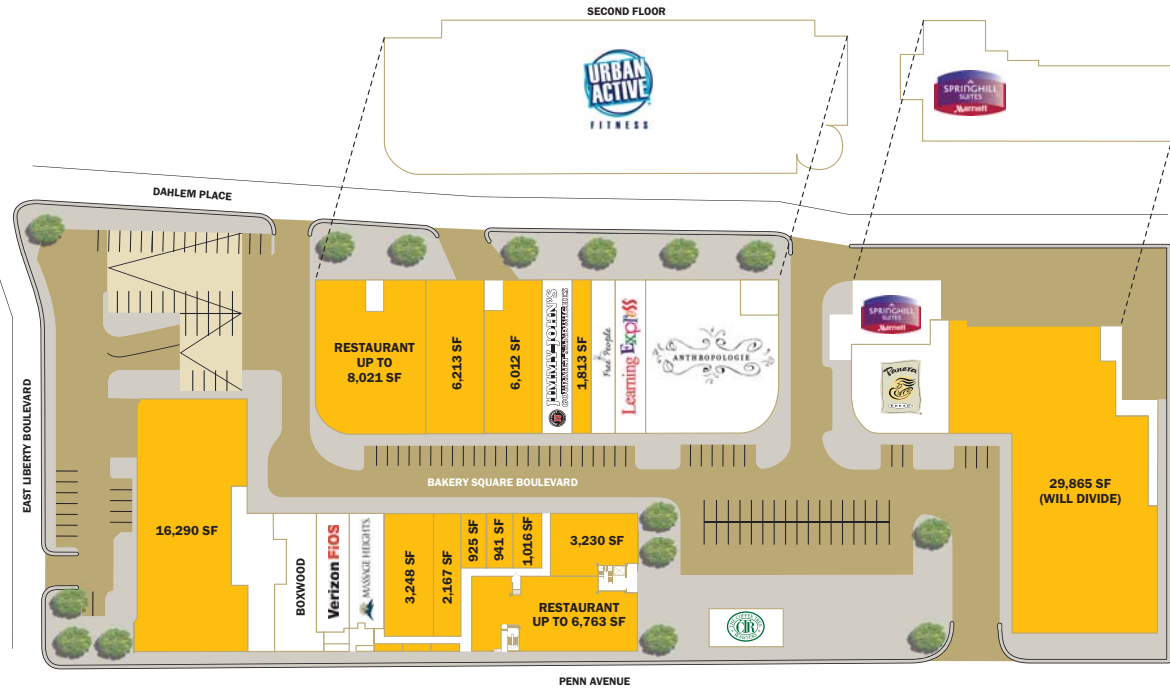 SECOND FLOOR
URBAN
ACTIVE
FITNESS
SPRINGHILL
SUITES
Marriott
DAHLEM PLACE
EAST LIBERTY BOULEVARD
RESTAURANT
UP TO
8,021 SF
6,213 SF
6,012 SF
JIMMY JOHN'S
1,813 SF
Free People
Learning Express
ANTHROPOLOGIE
SPRINGHILL
SUITES
Marriott
Panera
BREAD
BAKERY SQUARE BOULEVARD
29,865 SF
(WILL DIVIDE)
16,290 SF
BOXWOOD
Verizon FiOS
MASSAGE HEIGHTS
3,248 SF
2,167 SF
925 SF
941 SF
1,016 SF
3,230 SF
RESTAURANT
UP TO 6,763 SF
PENN AVENUE